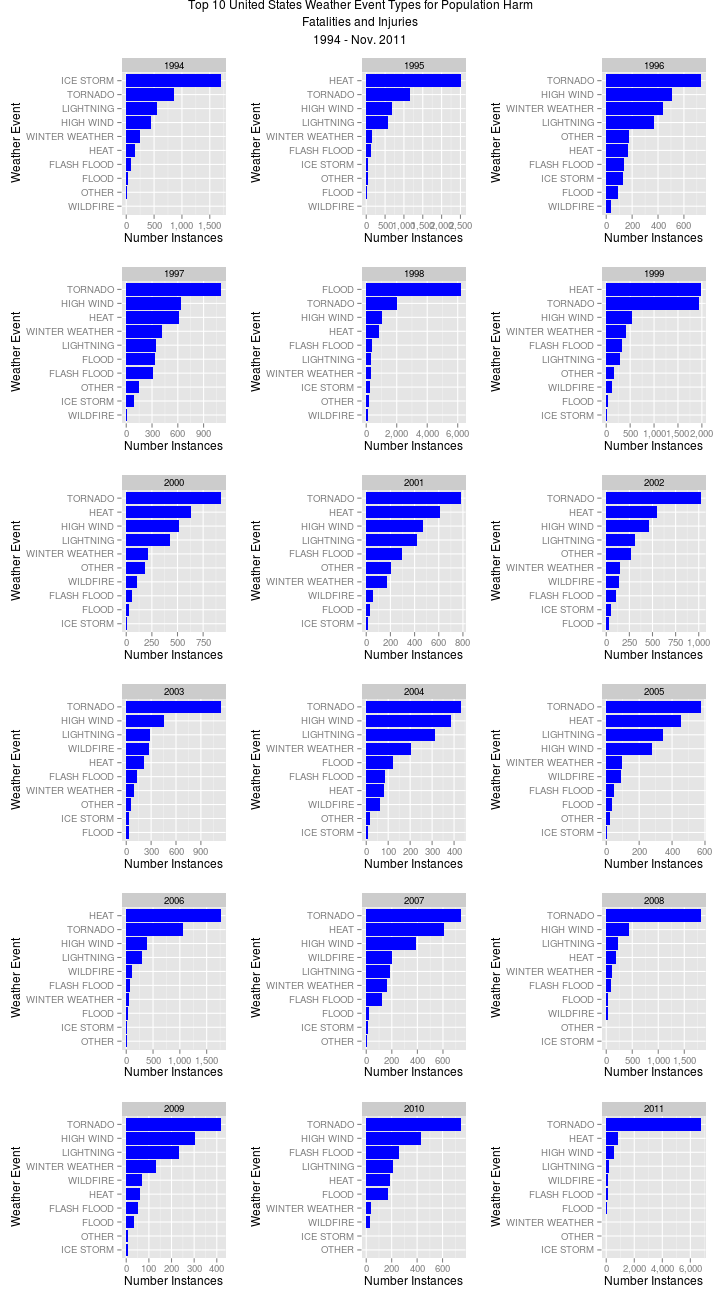 Top 10 United States Weather Event Types for Population Harm
Fatalities and Injuries
1994 - Nov. 2011
1994
Weather Event
ICE STORM
TORNADO
LIGHTNING
HIGH WIND
WINTER WEATHER
HEAT
FLASH FLOOD
FLOOD
OTHER
WILDFIRE
0 500 1,000 1,500
Number Instances
1995
Weather Event
HEAT
TORNADO
HIGH WIND
LIGHTNING
WINTER WEATHER
FLASH FLOOD
ICE STORM
OTHER
FLOOD
WILDFIRE
0 500 1,000 1,500 2,000 2,500
Number Instances
1996
Weather Event
TORNADO
HIGH WIND
WINTER WEATHER
LIGHTNING
OTHER
HEAT
FLASH FLOOD
ICE STORM
FLOOD
WILDFIRE
0 200 400 600
Number Instances
1997
Weather Event
TORNADO
HIGH WIND
HEAT
WINTER WEATHER
LIGHTNING
FLOOD
FLASH FLOOD
OTHER
ICE STORM
WILDFIRE
0 300 600 900
Number Instances
1998
Weather Event
FLOOD
TORNADO
HIGH WIND
HEAT
FLASH FLOOD
LIGHTNING
WINTER WEATHER
ICE STORM
OTHER
WILDFIRE
0 2,000 4,000 6,000
Number Instances
1999
Weather Event
HEAT
TORNADO
HIGH WIND
WINTER WEATHER
FLASH FLOOD
LIGHTNING
OTHER
WILDFIRE
FLOOD
ICE STORM
0 500 1,000 1,500 2,000
Number Instances
2000
Weather Event
TORNADO
HEAT
HIGH WIND
LIGHTNING
WINTER WEATHER
OTHER
WILDFIRE
FLASH FLOOD
FLOOD
ICE STORM
0 250 500 750
Number Instances
2001
Weather Event
TORNADO
HEAT
HIGH WIND
LIGHTNING
FLASH FLOOD
OTHER
WINTER WEATHER
WILDFIRE
FLOOD
ICE STORM
0 200 400 600 800
Number Instances
2002
Weather Event
TORNADO
HEAT
HIGH WIND
LIGHTNING
OTHER
WINTER WEATHER
WILDFIRE
FLASH FLOOD
ICE STORM
FLOOD
0 250 500 750 1,000
Number Instances
2003
Weather Event
TORNADO
HIGH WIND
LIGHTNING
WILDFIRE
HEAT
FLASH FLOOD
WINTER WEATHER
OTHER
ICE STORM
FLOOD
0 300 600 900
Number Instances
2004
Weather Event
TORNADO
HIGH WIND
LIGHTNING
WINTER WEATHER
FLOOD
FLASH FLOOD
HEAT
WILDFIRE
OTHER
ICE STORM
0 100 200 300 400
Number Instances
2005
Weather Event
TORNADO
HEAT
LIGHTNING
HIGH WIND
WINTER WEATHER
WILDFIRE
FLASH FLOOD
FLOOD
OTHER
ICE STORM
0 200 400 600
Number Instances
2006
Weather Event
HEAT
TORNADO
HIGH WIND
LIGHTNING
WILDFIRE
FLASH FLOOD
WINTER WEATHER
FLOOD
ICE STORM
OTHER
0 500 1,000 1,500
Number Instances
2007
Weather Event
TORNADO
HEAT
HIGH WIND
WILDFIRE
LIGHTNING
WINTER WEATHER
FLASH FLOOD
FLOOD
ICE STORM
OTHER
0 200 400 600
Number Instances
2008
Weather Event
TORNADO
HIGH WIND
LIGHTNING
HEAT
WINTER WEATHER
FLASH FLOOD
FLOOD
WILDFIRE
OTHER
ICE STORM
0 500 1,000 1,500
Number Instances
2009
Weather Event
TORNADO
HIGH WIND
LIGHTNING
WINTER WEATHER
WILDFIRE
HEAT
FLASH FLOOD
FLOOD
OTHER
ICE STORM
0 100 200 300 400
Number Instances
2010
Weather Event
TORNADO
HIGH WIND
FLASH FLOOD
LIGHTNING
HEAT
FLOOD
WINTER WEATHER
WILDFIRE
ICE STORM
OTHER
0 200 400 600
Number Instances
2011
Weather Event
TORNADO
HEAT
HIGH WIND
LIGHTNING
WILDFIRE
FLASH FLOOD
FLOOD
WINTER WEATHER
OTHER
ICE STORM
0 2,000 4,000 6,000
Number Instances